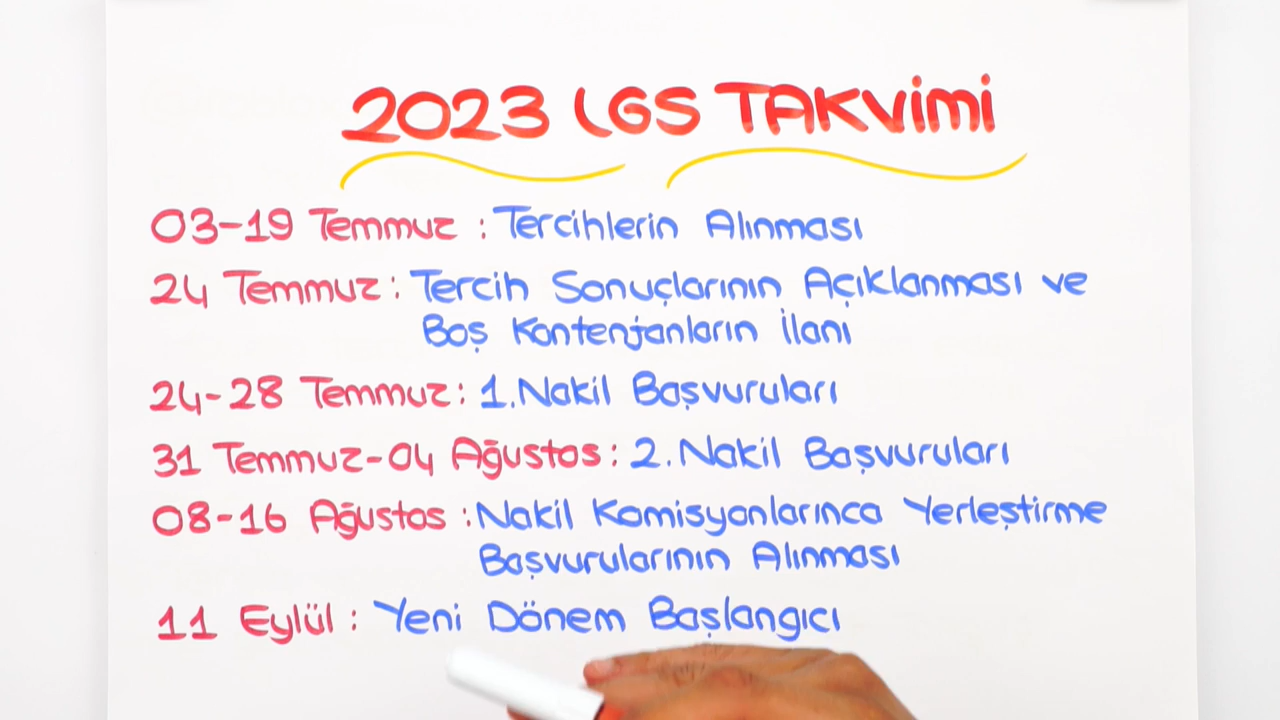 2023 LGS TAKVİMİ
03-19 Temmuz : Tercihlerin Alınması
24 Temmuz : Tercih Sonuçlarının Açıklanması ve
Boş Kontenjanların İlanı
24-28 Temmuz : 1.Nakil Başvuruları
31 Temmuz-04 Ağustos : 2.Nakil Başvuruları
08-16 Ağustos : Nakil Komisyonlarınca Yerleştirme
Başvurularının Alınması
11 Eylül : Yeni Dönem Başlangıcı